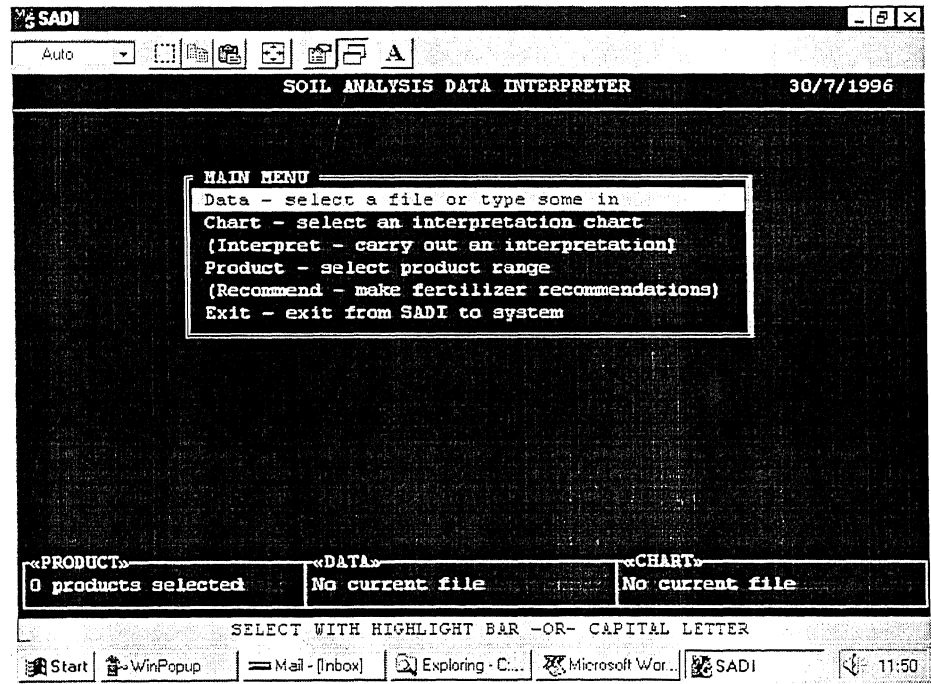 SADI
Auto
A
SOIL ANALYSIS DATA INTERPRETER 30/7/1996
MAIN MENU
Data - select a file or type some in
Chart - select an interpretation chart
(Interpret - carry out an interpretation)
Product - select product range
(Recommend - make fertilizer recommendations)
Exit - exit from SADI to system
«PRODUCT» «DATA» «CHART»
0 products selected No current file No current file
SELECT WITH HIGHLIGHT BAR -OR- CAPITAL LETTER
Start WinPopup Mail - [Inbox] Exploring - C:... Microsoft Wor... SADI 11:50